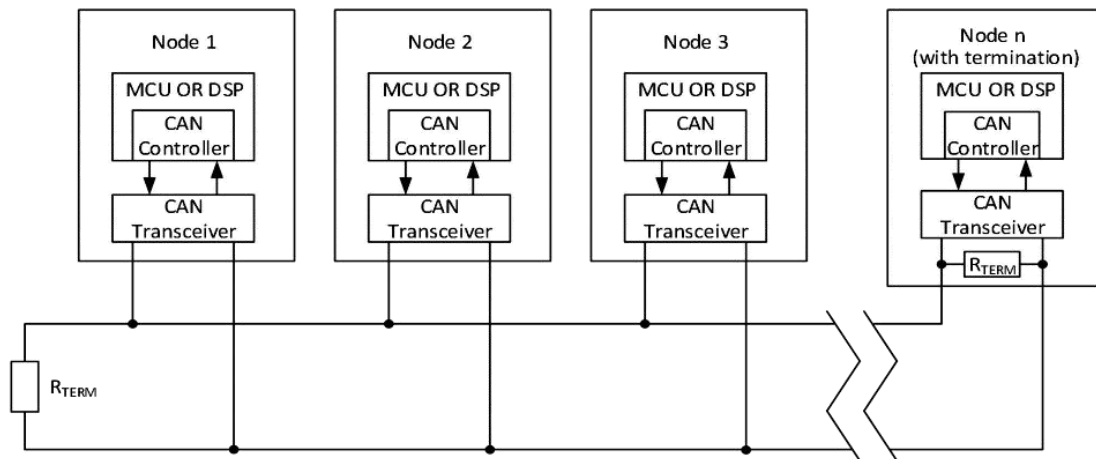 Node 1
MCU OR DSP
CAN
Controller
CAN
Transceiver
Node 2
MCU OR DSP
CAN
Controller
CAN
Transceiver
Node 3
MCU OR DSP
CAN
Controller
CAN
Transceiver
Node n
(with termination)
MCU OR DSP
CAN
Controller
CAN
Transceiver
RTERM
RTERM